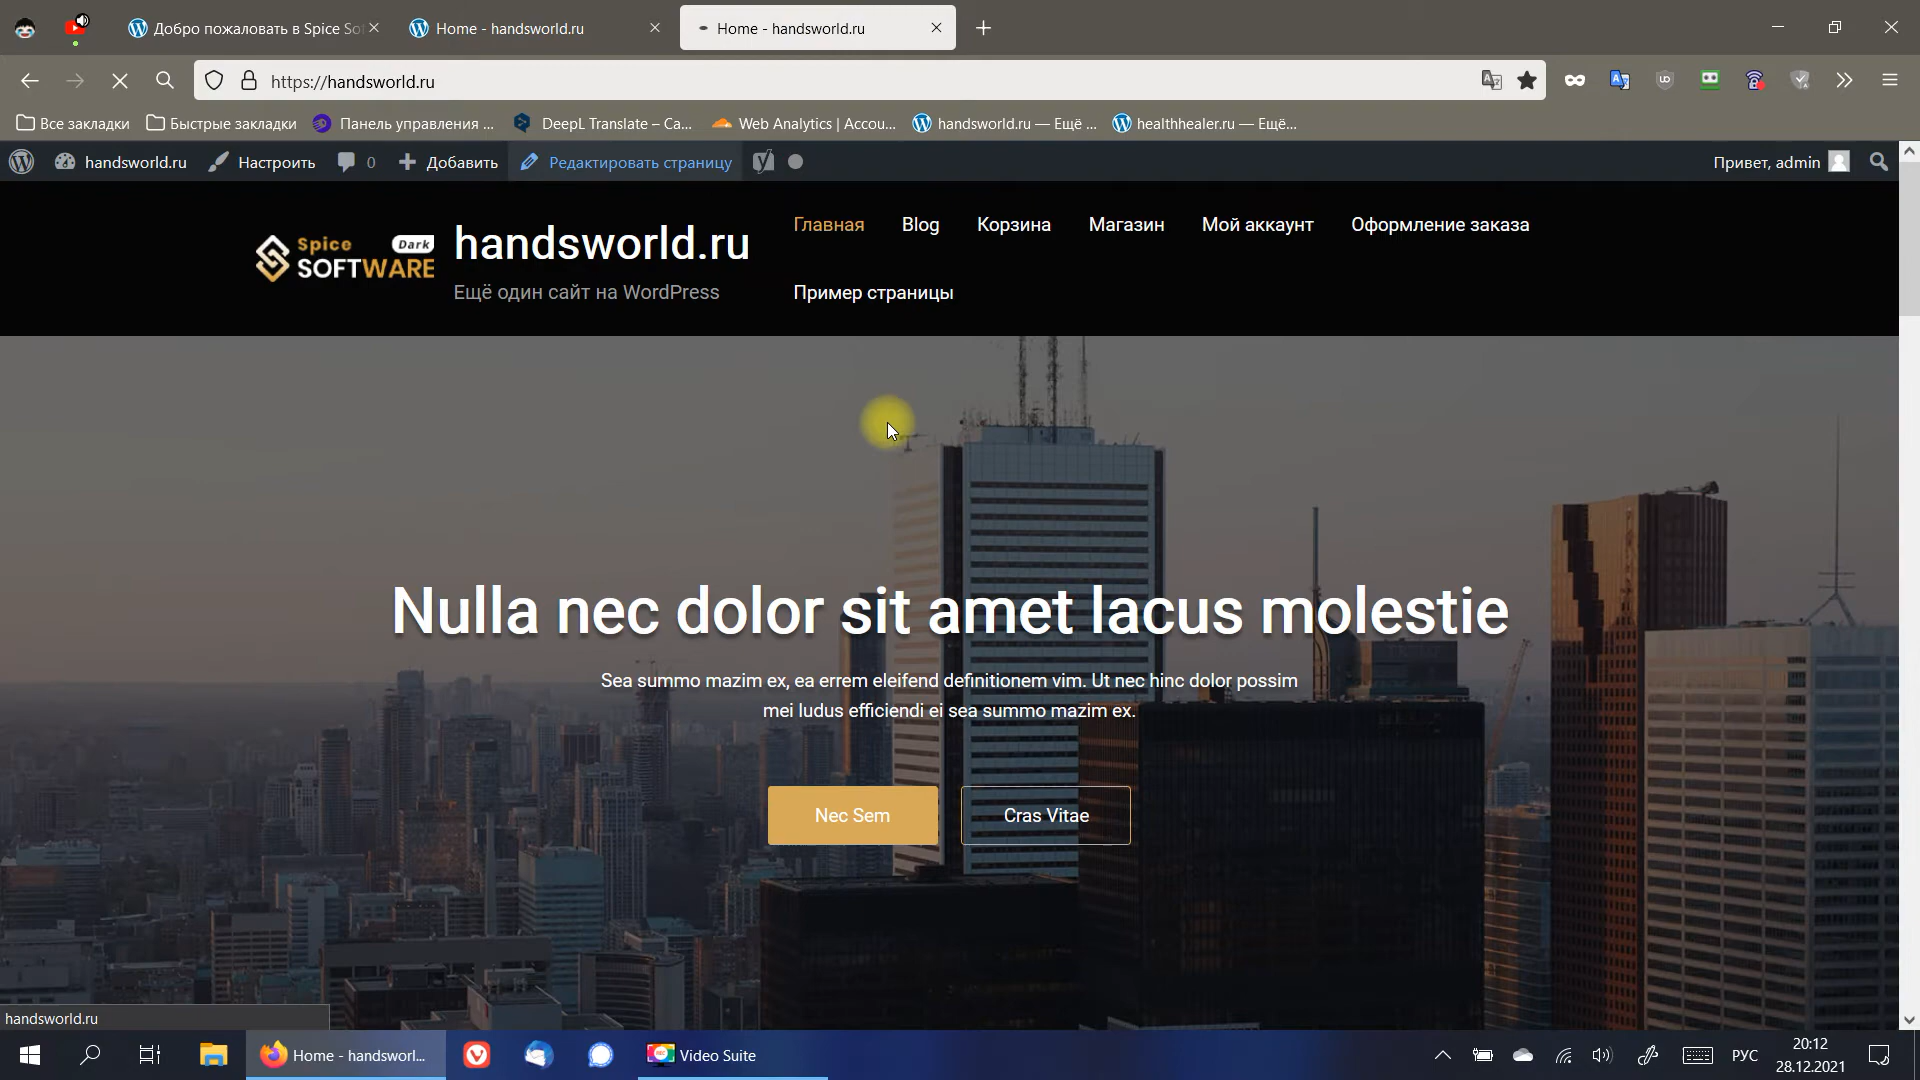 Добро пожаловать в Spice So
Home - handsworld.ru
Home - handsworld.ru
https://handsworld.ru
Все закладки
Быстрые закладки
Панель управления ...
DeepL Translate – Са...
Web Analytics | Accou...
handsworld.ru — Ещё ...
healthhealer.ru — Ещё...
handsworld.ru
Настроить
0
Добавить
Редактировать страницу
Привет, admin
Spice Dark
SOFTWARE
handsworld.ru
Ещё один сайт на WordPress
Главная
Blog
Корзина
Магазин
Мой аккаунт
Оформление заказа
Пример страницы
Nulla nec dolor sit amet lacus molestie
Sea summo mazim ex, ea errem eleifend definitionem vim. Ut nec hinc dolor possim
mei ludus efficiendi ei sea summo mazim ex.
Nec Sem
Cras Vitae
handsworld.ru
Home - handsworl...
Video Suite
РУС
20:12
28.12.2021